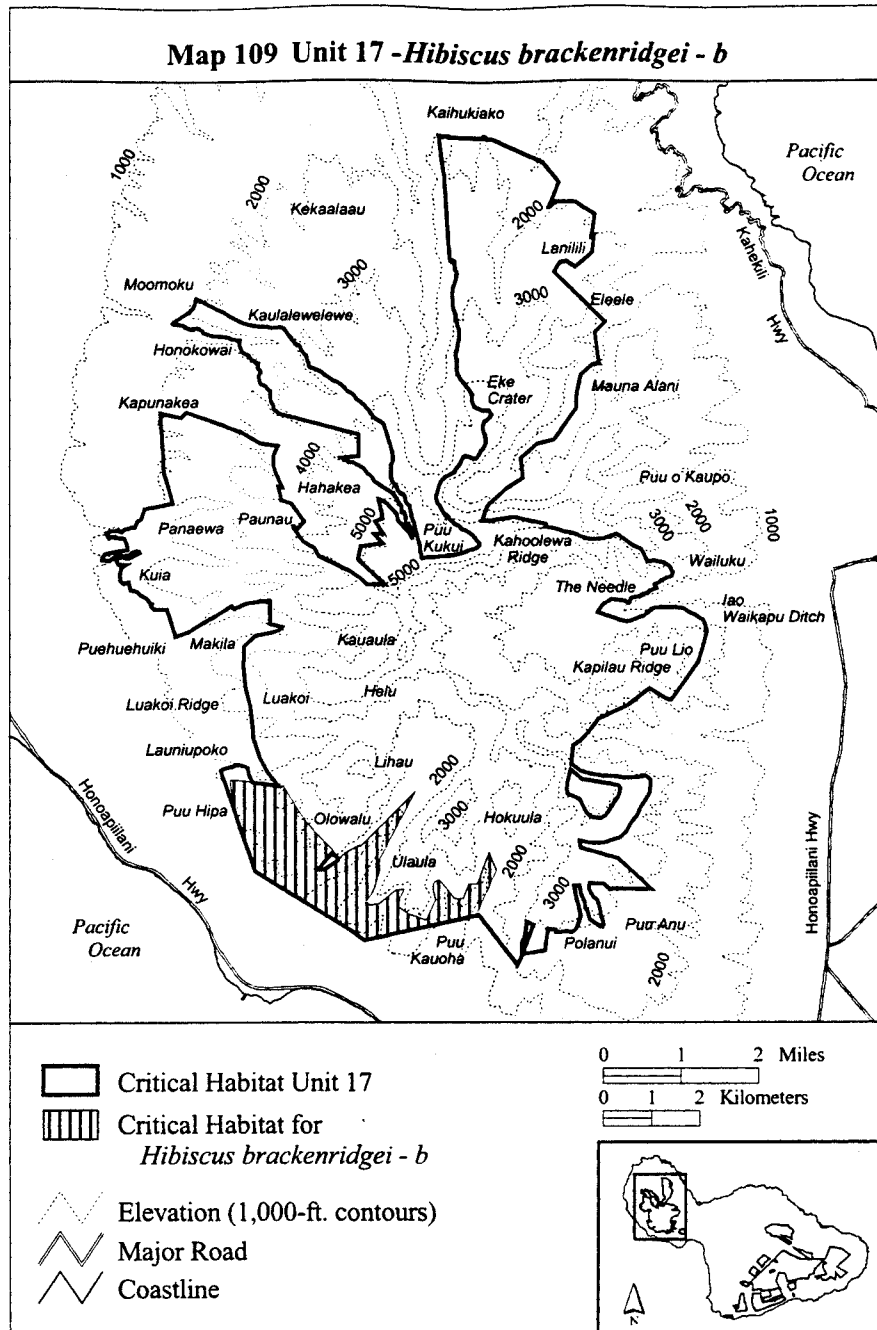 Map 109 Unit 17 -Hibiscus brackenridgei - b
Kaihukiako
Pacific
Ocean
1000
2000
Kekaalaau
2000
Lanilili
Kahekili
Hwy
3000
3000
Eleele
Moomoku
Kaulalewelewe
Honokowai
Eke
Crater
Mauna Alani
Kapunakea
4000
Hahakea
Puu o Kaupo
2000
3000
1000
Panaewa
Paunau
5000
Puu
Kukui
Kahoolewa
Ridge
Wailuku
Kuia
5000
The Needle
Iao
Waikapu Ditch
Puehuehuiki
Makila
Kauaula
Puu Lio
Kapilau Ridge
Luakoi Ridge
Luakoi
Helu
Launiupoko
Lihau
2000
Honoapiilani
Hwy
Puu Hipa
Olowalu
3000
Hokuula
Ulaula
2000
3000
Honoapiilani Hwy
Pacific
Ocean
Puu
Kauoha
Polanui
Puu Anu
2000
Critical Habitat Unit 17
Critical Habitat for
Hibiscus brackenridgei - b
Elevation (1,000-ft. contours)
Major Road
Coastline
0 1 2 Miles
0 1 2 Kilometers
N